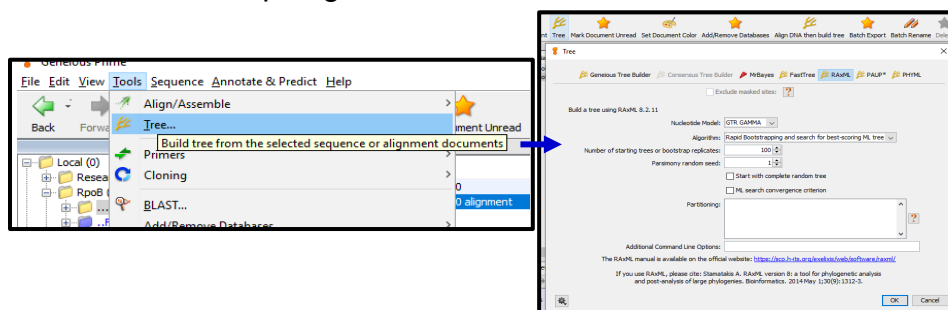 Geneious Prime
File Edit View Tools Sequence Annotate & Predict Help
Back
Align/Assemble
Tree...
ment Unread
Build tree from the selected sequence or alignment documents
Primers
Cloning
BLAST...
Add/Remove Databases
Local (0)
RpoB
0
0 alignment
Tree Mark Document Unread Set Document Color Add/Remove Databases Align DNA then build tree Batch Export Batch Rename
Tree
Geneious Tree Builder Consensus Tree Builder MrBayes FastTree RAxML PAUP* PHYML
Exclude masked sites: ?
Build a tree using RAxML 8.2.11
Nucleotide Model: GTR GAMMA
Algorithm: Rapid Bootstrapping and search for best-scoring ML tree
Number of starting trees or bootstrap replicates: 100
Parsimony random seed: 1
Start with complete random tree
ML search convergence criterion
Partitioning:
?
Additional Command Line Options:
The RAxML manual is available on the official website: https://sco.h-its.org/exelixis/web/software/raxml/
If you use RAxML, please cite: Stamatakis A. RAxML version 8: a tool for phylogenetic analysis
and post-analysis of large phylogenies. Bioinformatics. 2014 May 1;30(9):1312-3.
OK Cancel